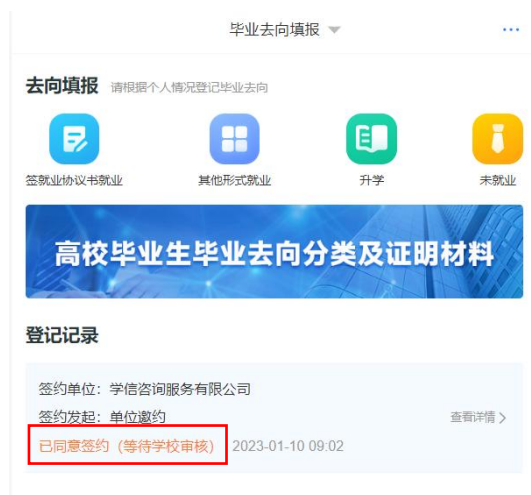 毕业去向填报
去向填报 请根据个人情况登记毕业去向
签就业协议书就业 其他形式就业 升学 未就业
高校毕业生毕业去向分类及证明材料
登记记录
签约单位：学信咨询服务有限公司
签约发起：单位邀约 查看详情
已同意签约（等待学校审核） 2023-01-10 09:02